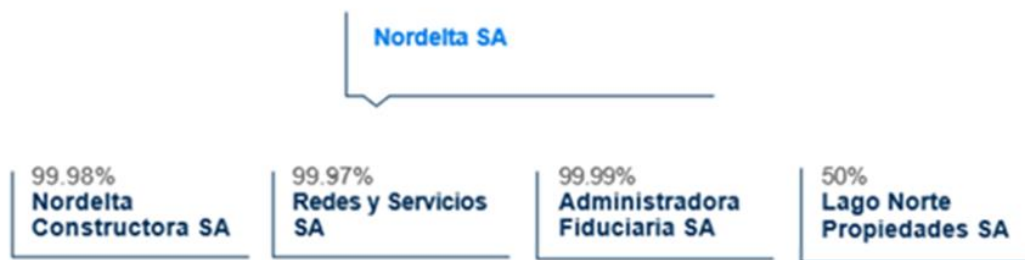 Nordelta SA
99.98%
Nordelta
Constructora SA
99.97%
Redes y Servicios
SA
99.99%
Administradora
Fiduciaria SA
50%
Lago Norte
Propiedades SA